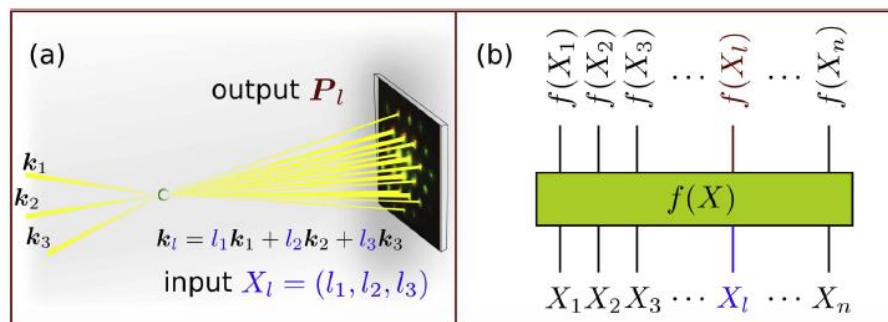 (a)
output P_l
k_1
k_2
k_3
k_l = l_1k_1 + l_2k_2 + l_3k_3
input X_l = (l_1, l_2, l_3)
(b)
f(X_1) f(X_2) f(X_3) ⋯ f(X_l) ⋯ f(X_n)
f(X)
X_1 X_2 X_3 ⋯ X_l ⋯ X_n